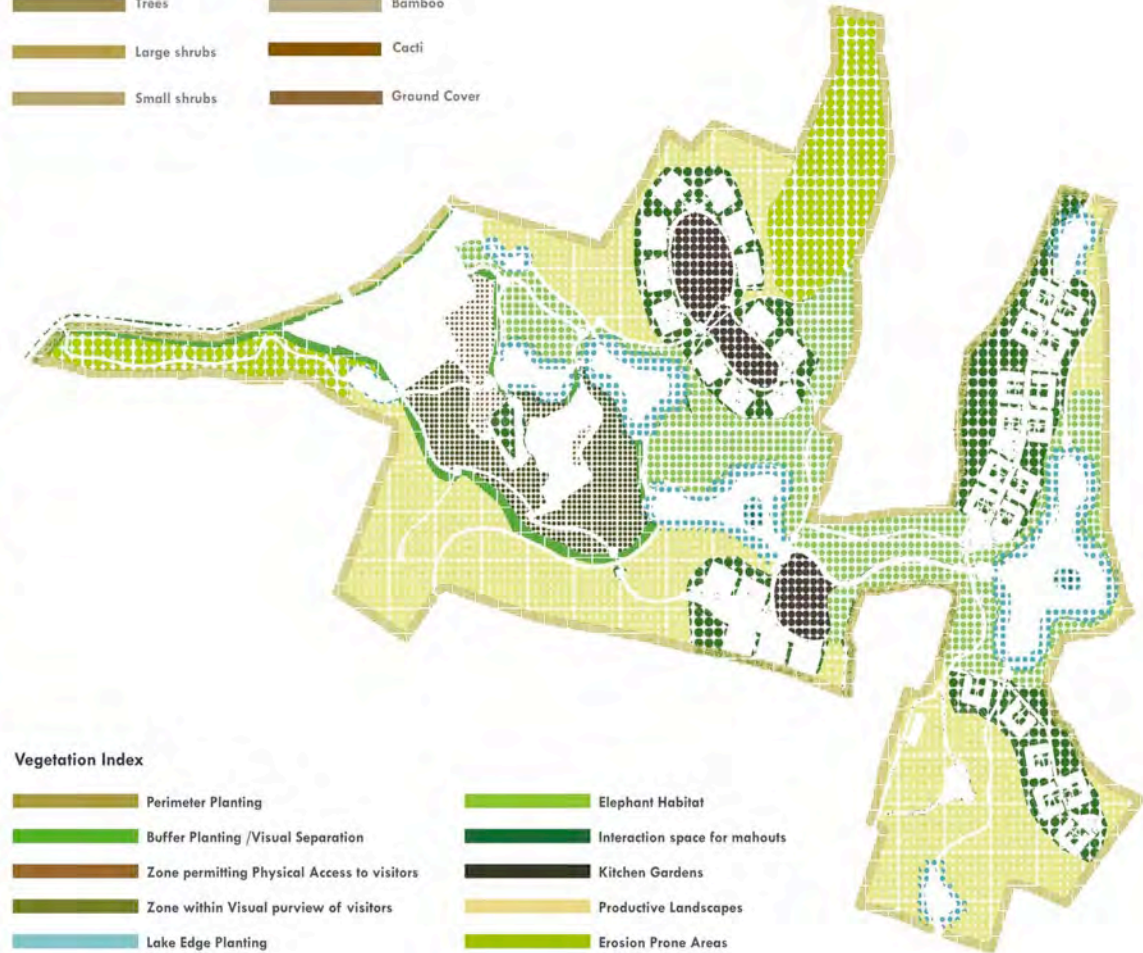 Trees
Bamboo
Large shrubs
Cacti
Small shrubs
Ground Cover
Vegetation Index
Perimeter Planting
Elephant Habitat
Buffer Planting /Visual Separation
Interaction space for mahouts
Zone permitting Physical Access to visitors
Kitchen Gardens
Zone within Visual purview of visitors
Productive Landscapes
Lake Edge Planting
Erosion Prone Areas